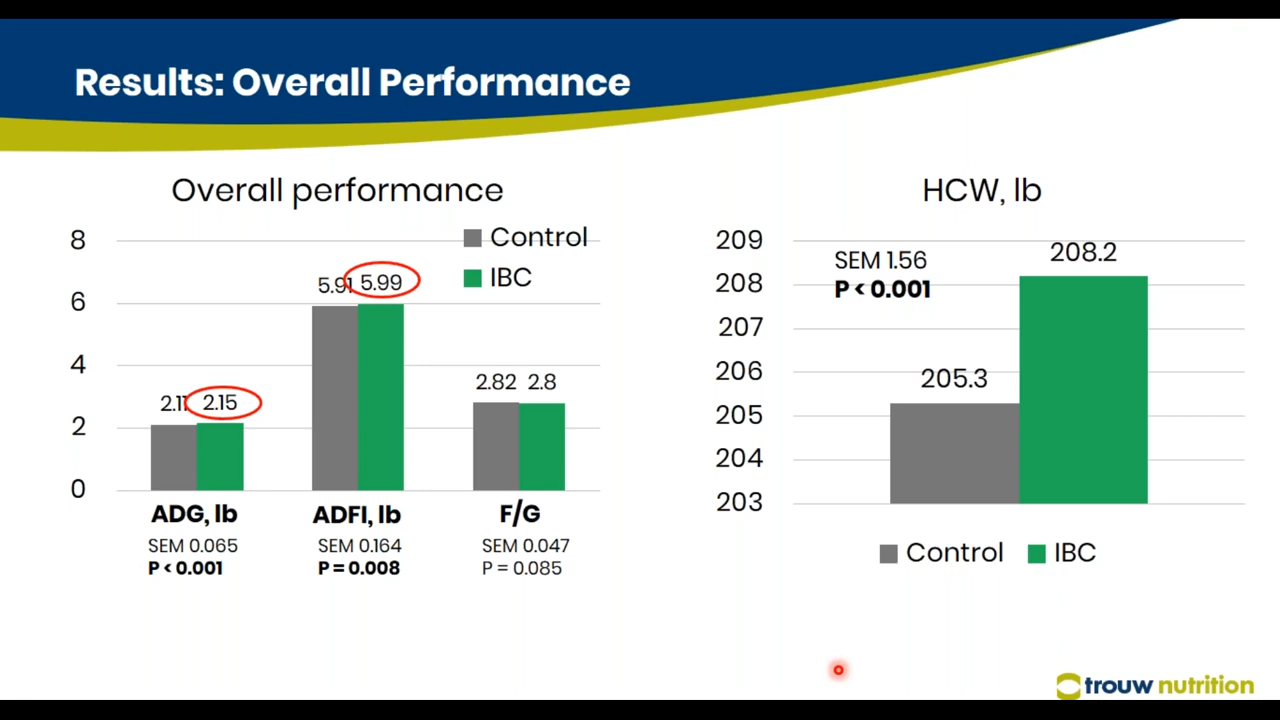 Results: Overall Performance
Overall performance
8
6
4
2
0
Control
IBC
5.91
5.99
2.11
2.15
2.82
2.8
ADG, lb
ADFI, lb
F/G
SEM 0.065
SEM 0.164
SEM 0.047
P < 0.001
P = 0.008
P = 0.085
HCW, lb
209
208
207
206
205
204
203
SEM 1.56
P < 0.001
208.2
205.3
Control
IBC
trouw nutrition